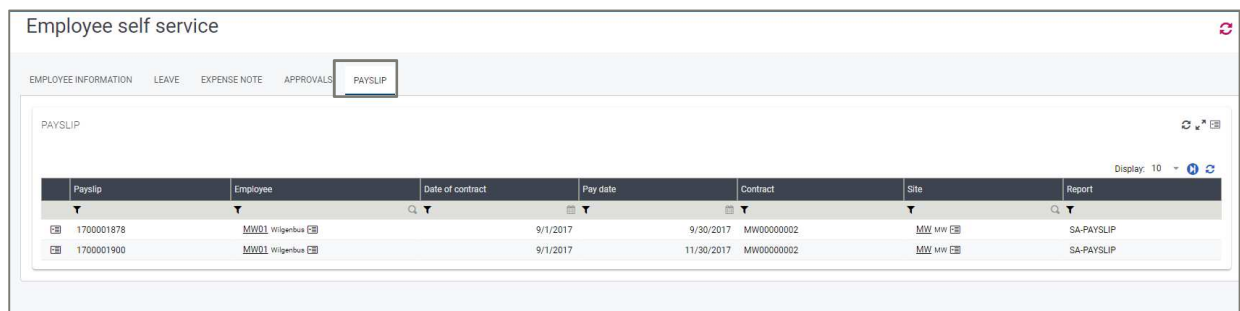 Employee self service
EMPLOYEE INFORMATION LEAVE EXPENSE NOTE APPROVALS PAYSLIP
PAYSLIP
Display: 10
Payslip Employee Date of contract Pay date Contract Site Report
1700001878 MW01 Wilgenbus 9/1/2017 9/30/2017 MW00000002 MW MW SA-PAYSLIP
1700001900 MW01 Wilgenbus 9/1/2017 11/30/2017 MW00000002 MW MW SA-PAYSLIP